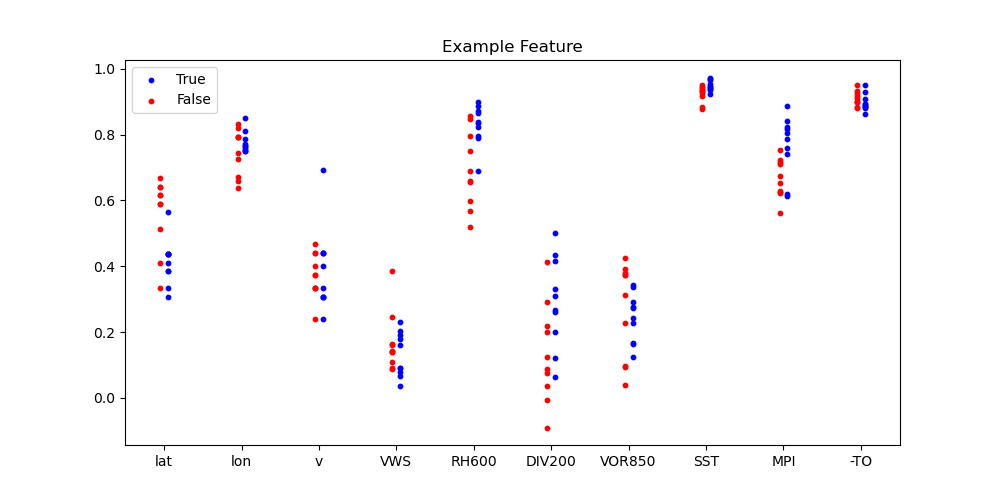 Example Feature
True
False
1.0
0.8
0.6
0.4
0.2
0.0
lat lon v VWS RH600 DIV200 VOR850 SST MPI -TO